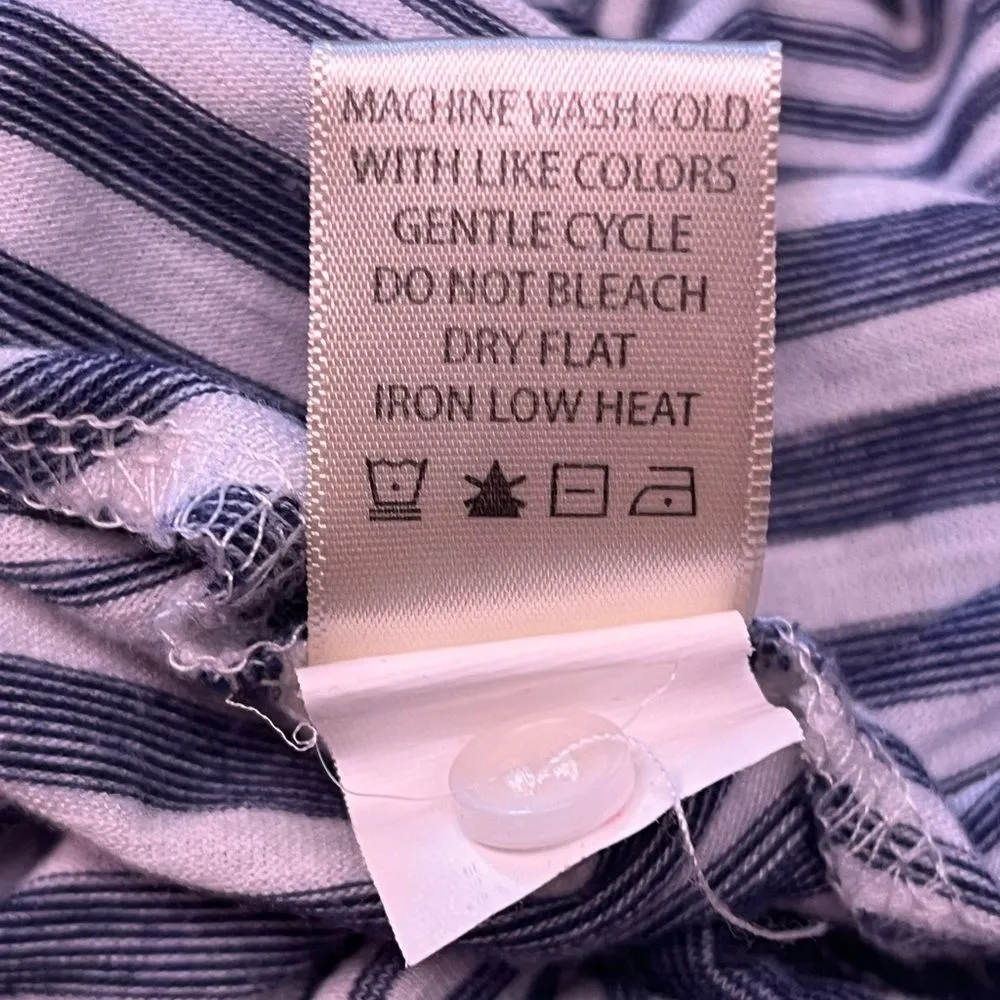 MACHINE WASH COLD
WITH LIKE COLORS
GENTLE CYCLE
DO NOT BLEACH
DRY FLAT
IRON LOW HEAT